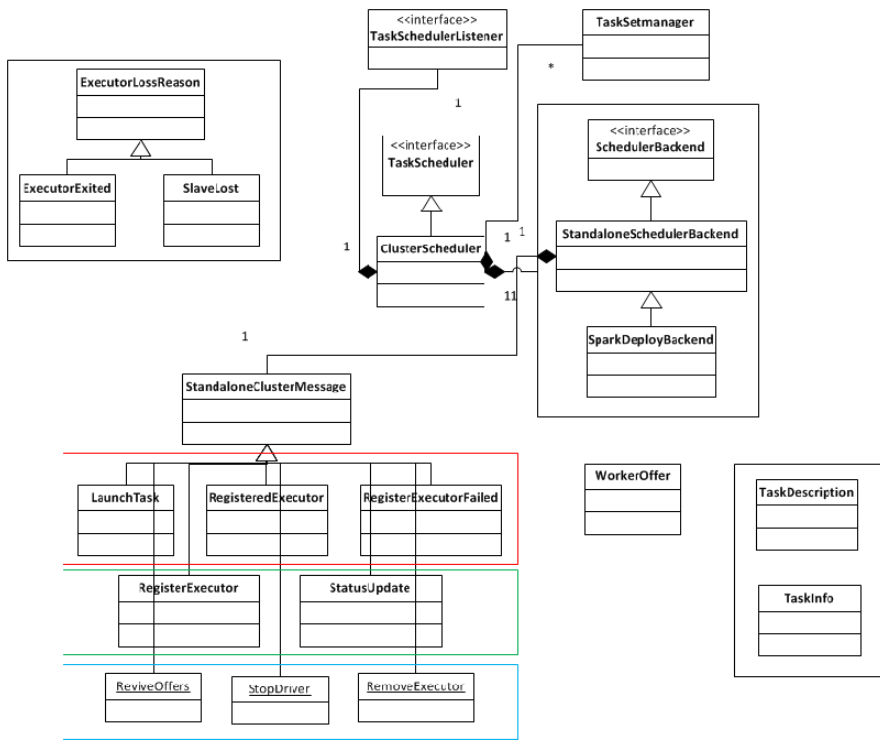 <<interface>>
TaskSchedulerListener
TaskSetmanager
ExecutorLossReason
*
1
<<interface>>
SchedulerBackend
<<interface>>
TaskScheduler
ExecutorExited
SlaveLost
1
ClusterScheduler
1
1
StandaloneSchedulerBackend
11
1
SparkDeployBackend
StandaloneClusterMessage
LaunchTask
RegisteredExecutor
RegisterExecutorFailed
WorkerOffer
TaskDescription
RegisterExecutor
StatusUpdate
TaskInfo
ReviveOffers
StopDriver
RemoveExecutor